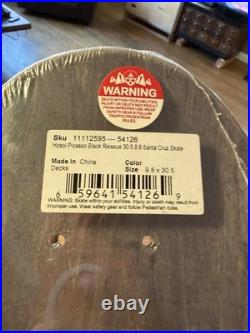 WARNING
SKATE WITHIN YOUR ABILITIES.
INJURY OR DEATH MAY RESULT
FROM IMPROPER USE. WEAR
SAFETY GEAR & FOLLOW
TRAFFIC/PEDESTRIAN
RULES.
Sku 11112595 --- 54126
Hosoi Picasso Black Reissue 30.5 9.8 Santa Cruz Skate
Made In China Color
Decks Size 9.8 x 30.5
6 59641 54126 9
WARNING: Skate within your abilities. Injury or death may result from
improper use. Wear safety gear and follow Pedestrian rules.